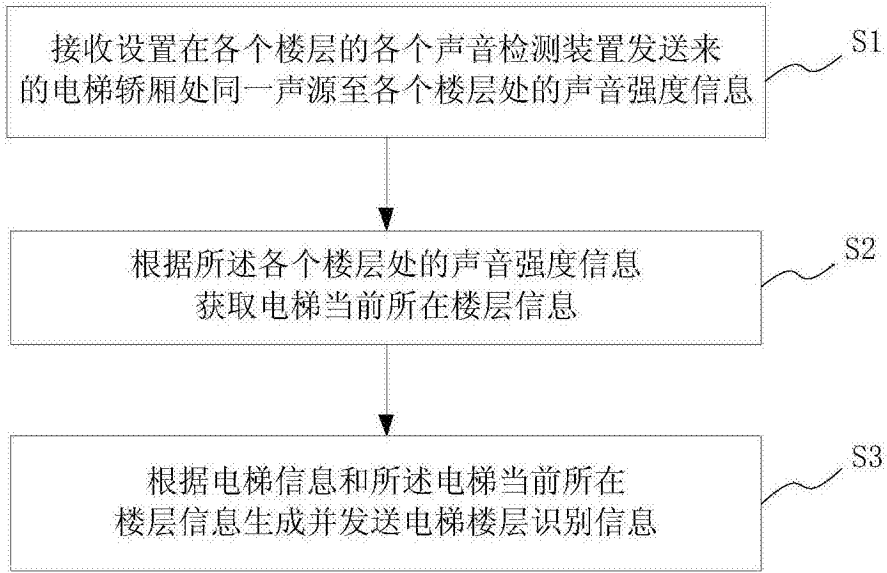 接收设置在各个楼层的各个声音检测装置发送来
的电梯轿厢处同一声源至各个楼层处的声音强度信息
S1
根据所述各个楼层处的声音强度信息
获取电梯当前所在楼层信息
S2
根据电梯信息和所述电梯当前所在
楼层信息生成并发送电梯楼层识别信息
S3